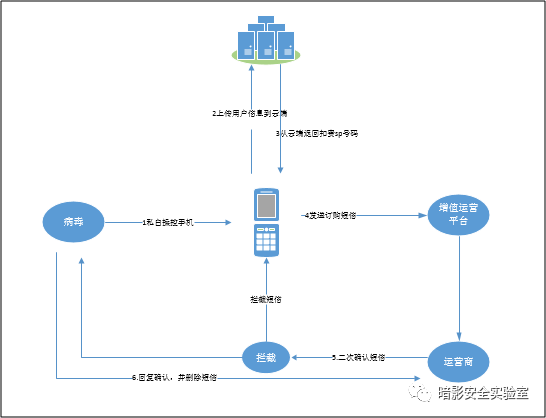 2上传用户信息到云端
3从云端返回扣费sp号码
病毒
1私自操控手机
4发送订购短信
增值运营
平台
拦截短信
拦截
5.二次确认短信
运营商
6.回复确认，并删除短信
暗影安全实验室